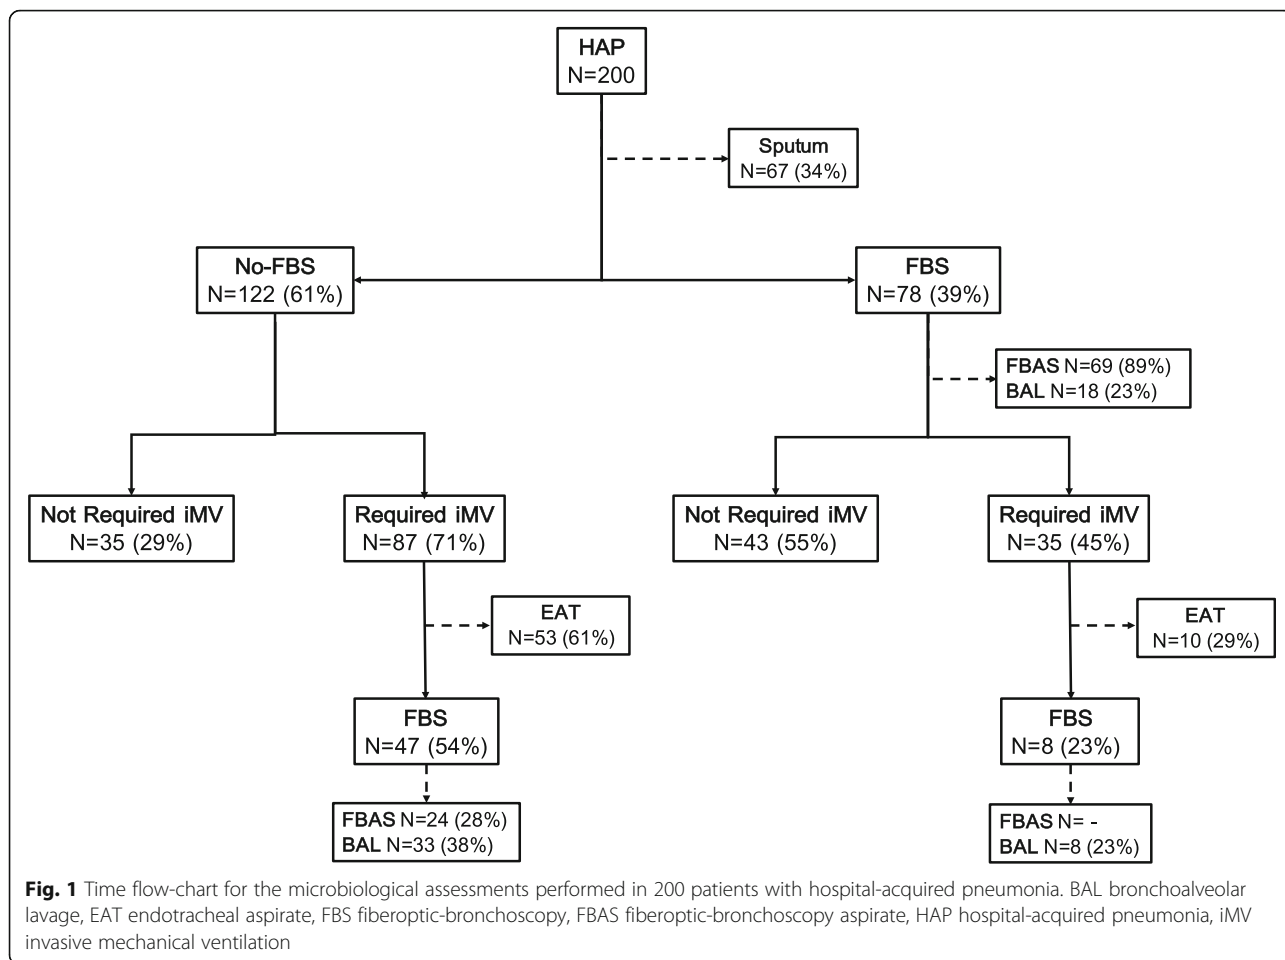 HAP
N=200
Sputum
N=67 (34%)
No-FBS
N=122 (61%)
FBS
N=78 (39%)
FBAS N=69 (89%)
BAL N=18 (23%)
Not Required iMV
N=35 (29%)
Required iMV
N=87 (71%)
Not Required iMV
N=43 (55%)
Required iMV
N=35 (45%)
EAT
N=53 (61%)
EAT
N=10 (29%)
FBS
N=47 (54%)
FBS
N=8 (23%)
FBAS N=24 (28%)
BAL N=33 (38%)
FBAS N= -
BAL N=8 (23%)
Fig. 1 Time flow-chart for the microbiological assessments performed in 200 patients with hospital-acquired pneumonia. BAL bronchoalveolar
lavage, EAT endotracheal aspirate, FBS fiberoptic-bronchoscopy, FBAS fiberoptic-bronchoscopy aspirate, HAP hospital-acquired pneumonia, iMV
invasive mechanical ventilation